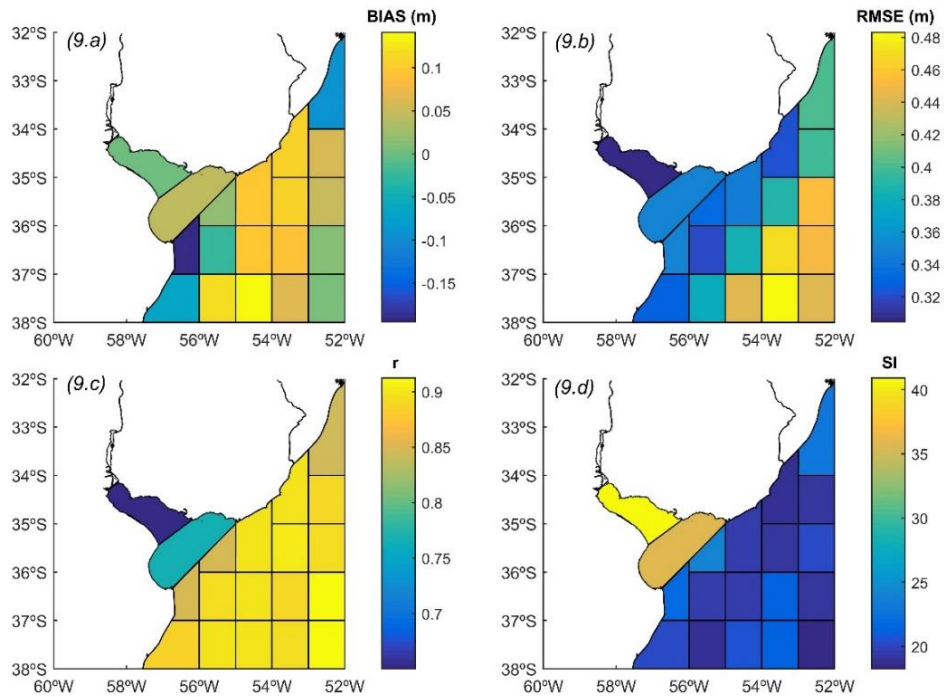 BIAS (m)
(9.a)
32ºS
33ºS
34ºS
35ºS
36ºS
37ºS
38ºS
60ºW
58ºW
56ºW
54ºW
52ºW
0.1
0.05
0
-0.05
-0.1
-0.15
RMSE (m)
(9.b)
32ºS
33ºS
34ºS
35ºS
36ºS
37ºS
38ºS
60ºW
58ºW
56ºW
54ºW
52ºW
0.48
0.46
0.44
0.42
0.4
0.38
0.36
0.34
0.32
r
(9.c)
32ºS
33ºS
34ºS
35ºS
36ºS
37ºS
38ºS
60ºW
58ºW
56ºW
54ºW
52ºW
0.9
0.85
0.8
0.75
0.7
SI
(9.d)
32ºS
33ºS
34ºS
35ºS
36ºS
37ºS
38ºS
60ºW
58ºW
56ºW
54ºW
52ºW
40
35
30
25
20